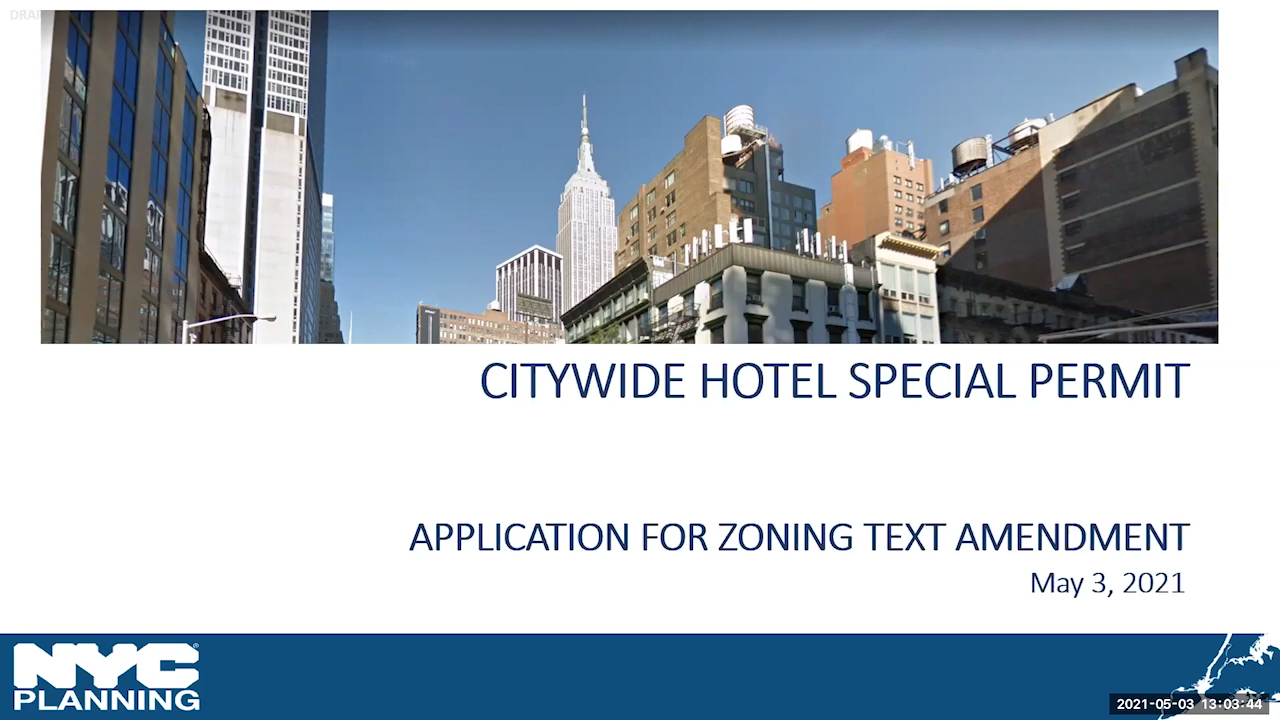 DRAFT
CITYWIDE HOTEL SPECIAL PERMIT
APPLICATION FOR ZONING TEXT AMENDMENT
May 3, 2021
NYC®
PLANNING
2021-05-03 13:03:44